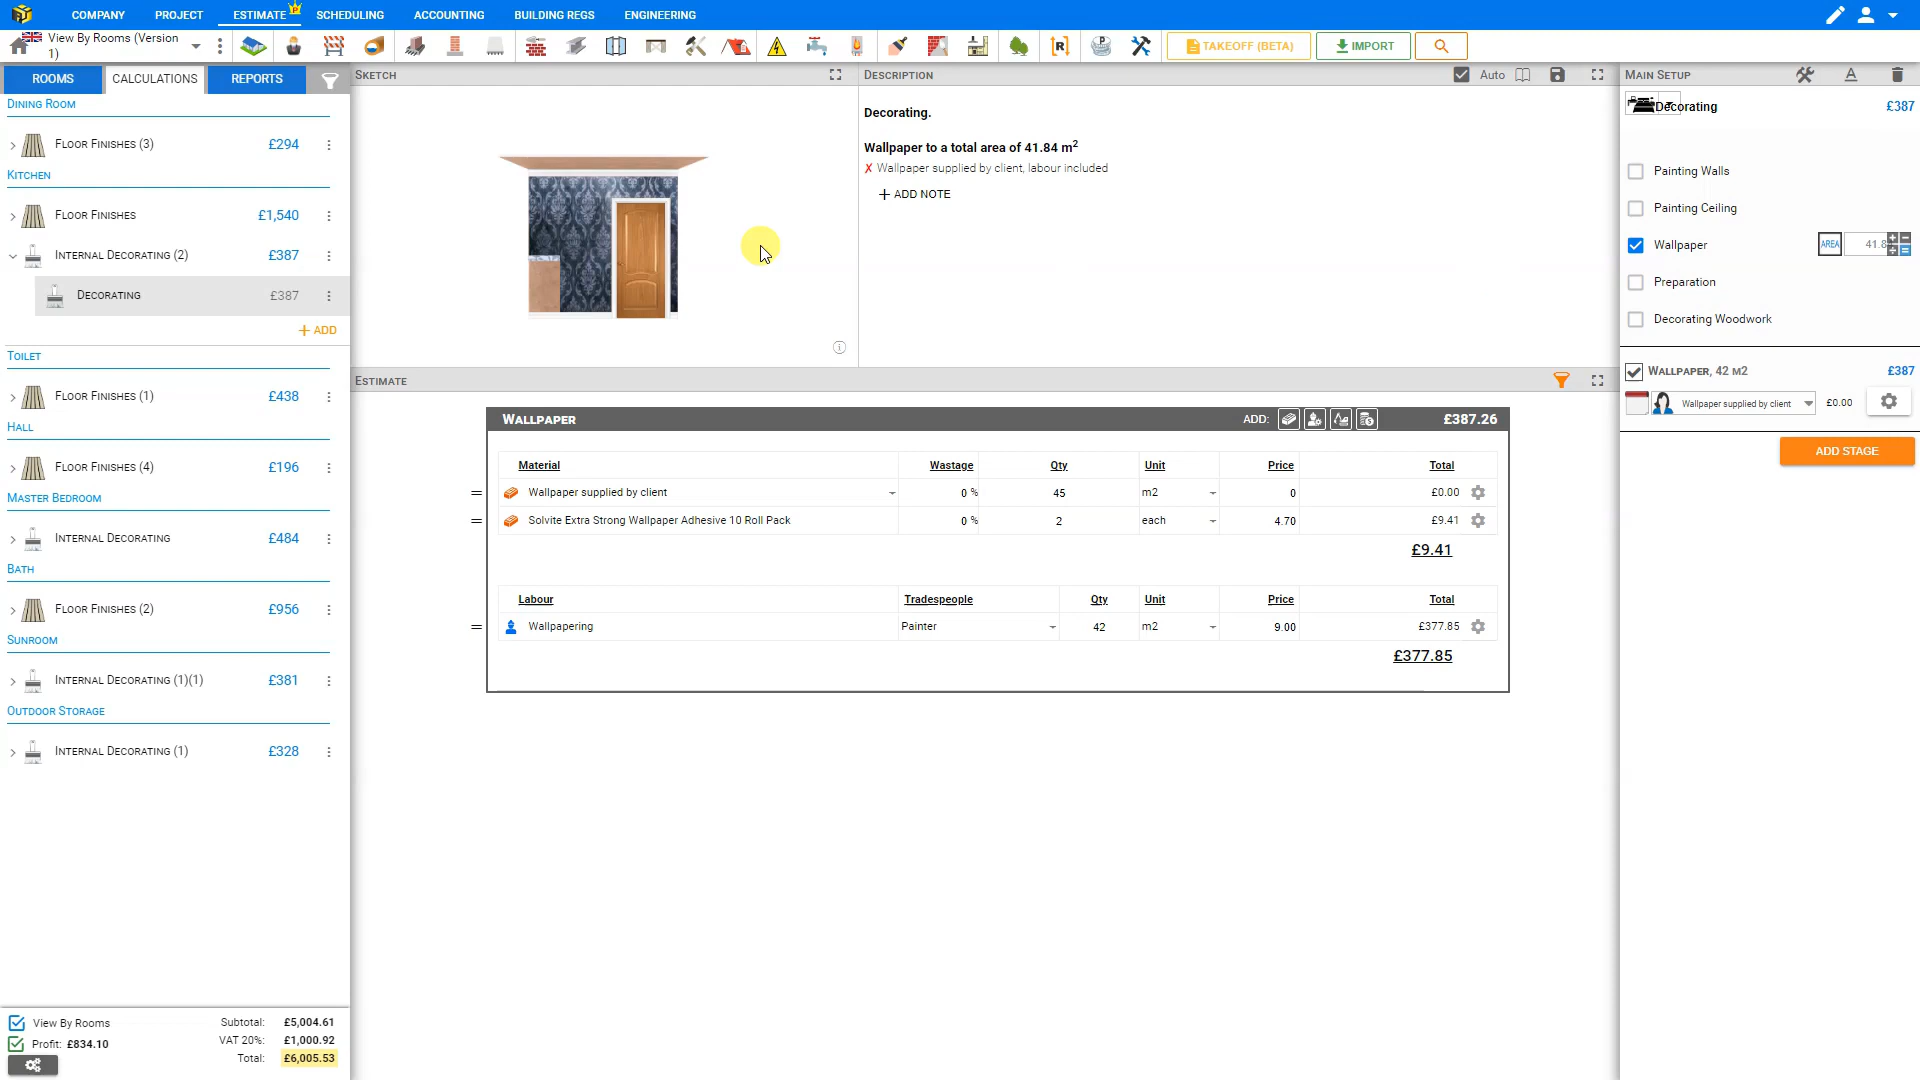 COMPANY PROJECT ESTIMATE SCHEDULING ACCOUNTING BUILDING REGS ENGINEERING
View By Rooms (Version 1)
TAKEOFF (BETA) IMPORT
ROOMS CALCULATIONS REPORTS
DINING ROOM
FLOOR FINISHES (3) £294
KITCHEN
FLOOR FINISHES £1,540
INTERNAL DECORATING (2) £387
DECORATING £387
+ ADD
TOILET
FLOOR FINISHES (1) £438
HALL
FLOOR FINISHES (4) £196
MASTER BEDROOM
INTERNAL DECORATING £484
BATH
FLOOR FINISHES (2) £956
SUNROOM
INTERNAL DECORATING (1)(1) £381
OUTDOOR STORAGE
INTERNAL DECORATING (1) £328
View By Rooms Subtotal: £5,004.61
Profit: £834.10 VAT 20%: £1,000.92
Total: £6,005.53
SKETCH
DESCRIPTION Auto
Decorating.
Wallpaper to a total area of 41.84 m2
X Wallpaper supplied by client, labour included
+ ADD NOTE
ESTIMATE
WALLPAPER ADD: £387.26
Material Wastage Qty Unit Price Total
Wallpaper supplied by client 0 % 45 m2 0 £0.00
Solvite Extra Strong Wallpaper Adhesive 10 Roll Pack 0 % 2 each 4.70 £9.41
£9.41
Labour Tradespeople Qty Unit Price Total
Wallpapering Painter 42 m2 9.00 £377.85
£377.85
MAIN SETUP
Decorating £387
Painting Walls
Painting Ceiling
Wallpaper AREA 41.8
Preparation
Decorating Woodwork
WALLPAPER, 42 M2 £387
Wallpaper supplied by client £0.00
ADD STAGE